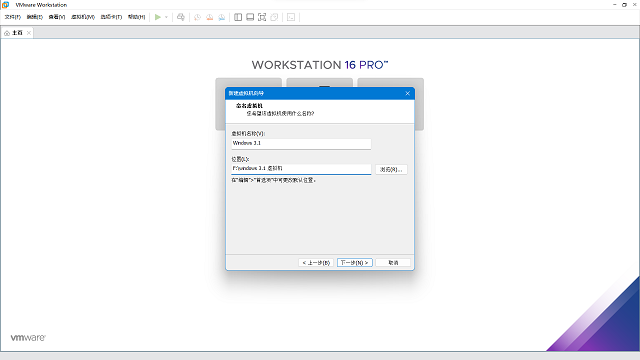 VMware Workstation
文件(F) 编辑(E) 查看(V) 虚拟机(M) 选项卡(T) 帮助(H)
主页
WORKSTATION 16 PRO™
新建虚拟机向导
命名虚拟机
您希望该虚拟机使用什么名称?
虚拟机名称(V):
Windows 3.1
位置(L):
F:\windows 3.1 虚拟机
浏览(R)...
在"编辑">"首选项"中可更改默认位置。
< 上一步(B) 下一步(N) > 取消
vmware